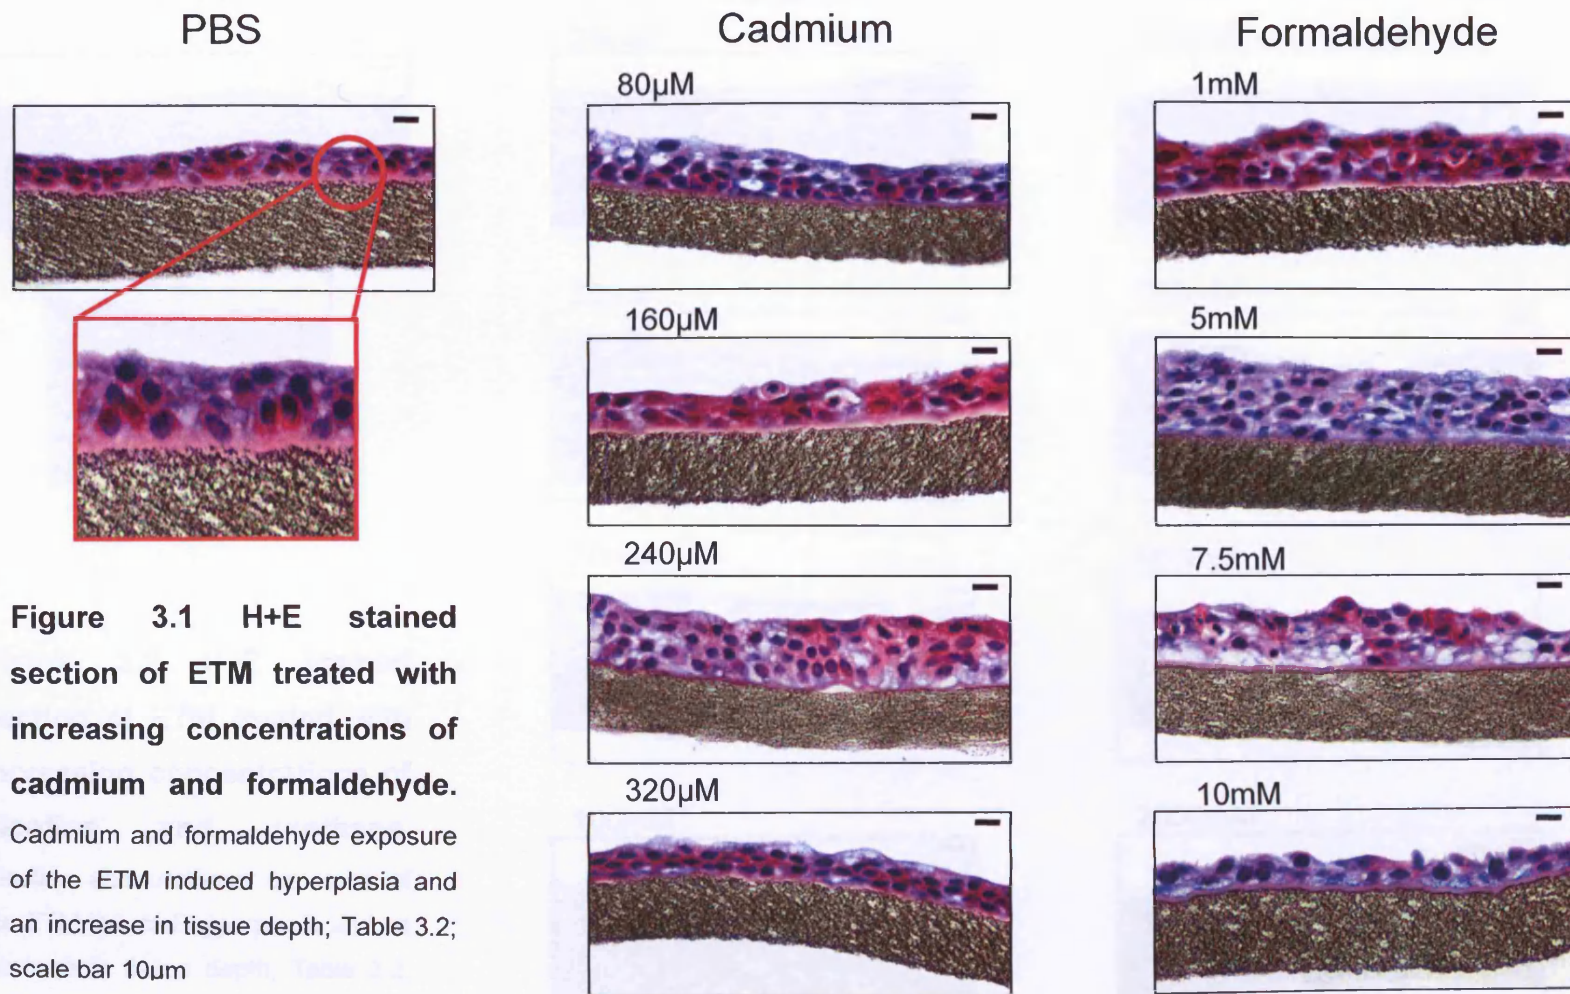 PBS
Cadmium
Formaldehyde
80µM
1mM
160µM
5mM
240µM
7.5mM
320µM
10mM
Figure 3.1 H+E stained
section of ETM treated with
increasing concentrations of
cadmium and formaldehyde.
Cadmium and formaldehyde exposure
of the ETM induced hyperplasia and
an increase in tissue depth; Table 3.2;
scale bar 10µm